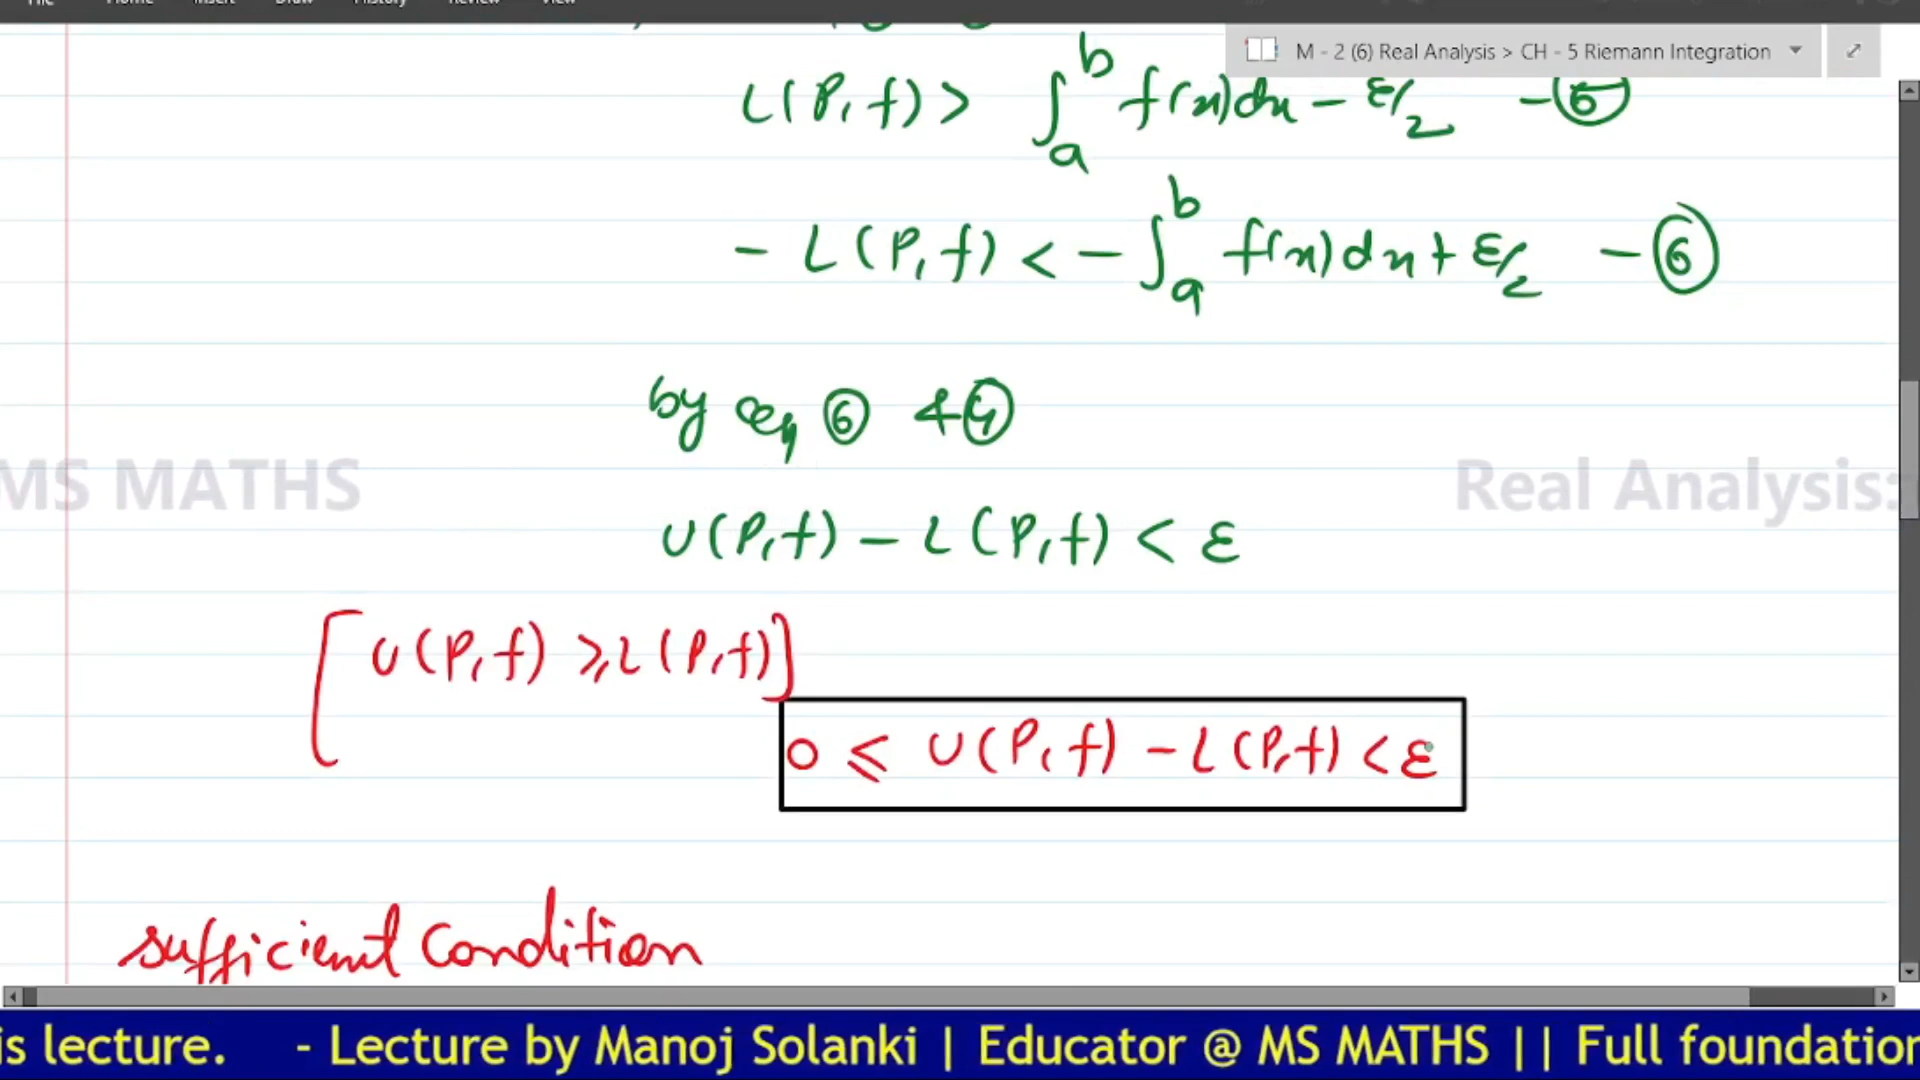 M - 2 (6) Real Analysis > CH - 5 Riemann Integration
L(P, f) > ∫_a^b f(x)dx - ε/2 - ⑤
- L(P, f) < - ∫_a^b f(x)dx + ε/2 - ⑥
by eq ⑥ & ④
MS MATHS
Real Analysis:
U(P, f) - L(P, f) < ε
[U(P, f) ⩾ L(P, f)]
0 ⩽ U(P, f) - L(P, f) < ε
sufficient Condition
is lecture. - Lecture by Manoj Solanki | Educator @ MS MATHS || Full foundation